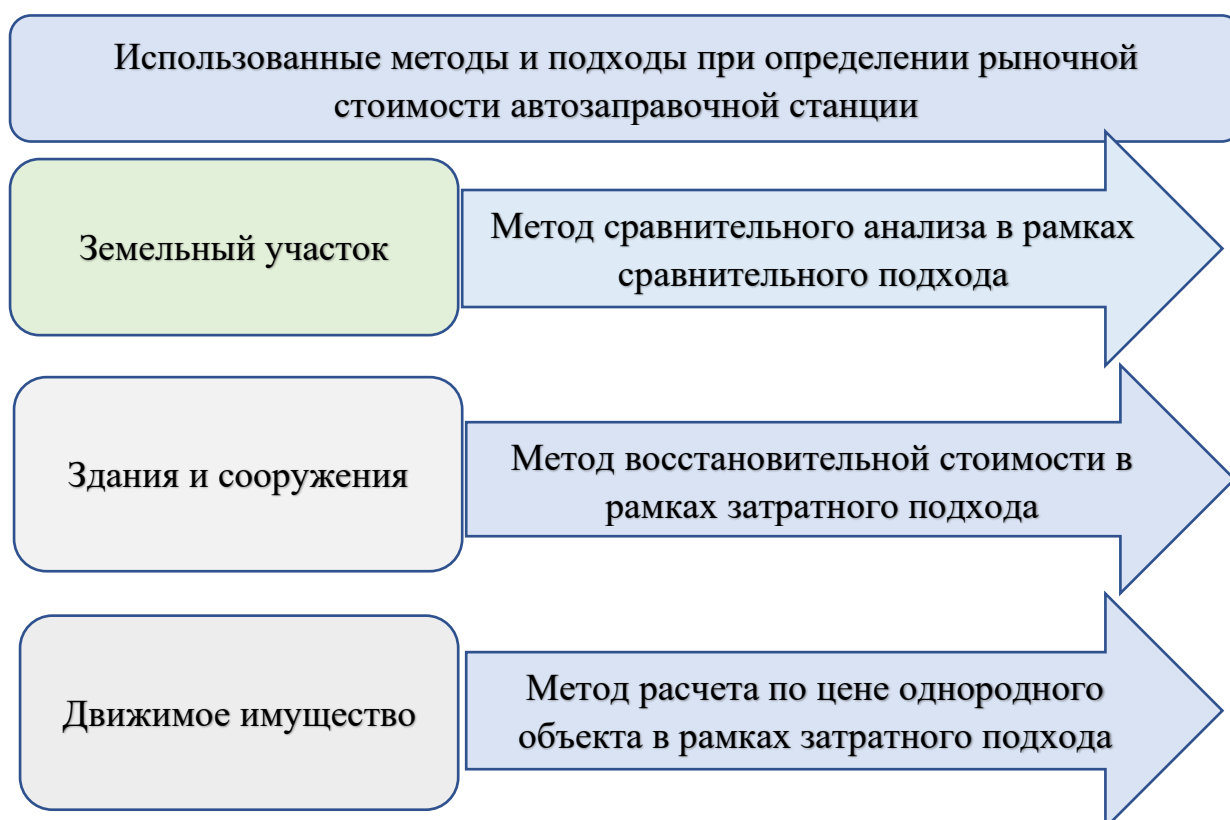 Использованные методы и подходы при определении рыночной
стоимости автозаправочной станции
Земельный участок
Метод сравнительного анализа в рамках
сравнительного подхода
Здания и сооружения
Метод восстановительной стоимости в
рамках затратного подхода
Движимое имущество
Метод расчета по цене однородного
объекта в рамках затратного подхода